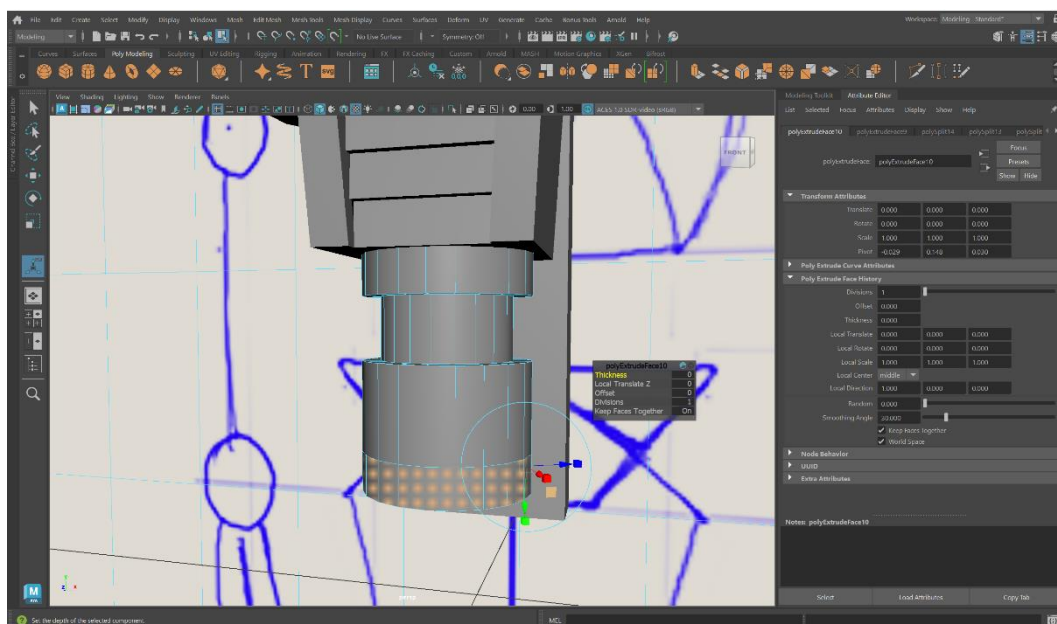 File Edit Create Select Modify Display Windows Mesh Edit Mesh Mesh Tools Mesh Display Curves Surfaces Deform UV Generate Cache Bonus Tools Arnold Help
Workspace: Modeling - Standard*
Modeling
No Live Surface
Symmetry: Off
Curves Surfaces Poly Modeling Sculpting UV Editing Rigging Animation Rendering FX FX Caching Custom Arnold MASH Motion Graphics XGen Bifrost
SVG
View Shading Lighting Show Renderer Panels
0.00 1.00 ACES 1.0 SDR-video (sRGB)
Channel Box / Layer Editor
FRONT
polyExtrudeFace10
Thickness 0
Local Translate Z 0
Offset 0
Divisions 1
Keep Faces Together On
persp
Modeling Toolkit Attribute Editor
List Selected Focus Attributes Display Show Help
polyExtrudeFace10 polyExtrudeFace9 polySplit14 polySplit13 polySplit
polyExtrudeFace: polyExtrudeFace10
Focus
Presets
Show Hide
Transform Attributes
Translate 0.000 0.000 0.000
Rotate 0.000 0.000 0.000
Scale 1.000 1.000 1.000
Pivot -0.029 0.148 0.030
Poly Extrude Curve Attributes
Poly Extrude Face History
Divisions 1
Offset 0.000
Thickness 0.000
Local Translate 0.000 0.000 0.000
Local Rotate 0.000 0.000 0.000
Local Scale 1.000 1.000 1.000
Local Center middle
Local Direction 1.000 0.000 0.000
Random 0.000
Smoothing Angle 30.000
Keep Faces Together
World Space
Node Behavior
UUID
Extra Attributes
Notes: polyExtrudeFace10
Select Load Attributes Copy Tab
M
Set the depth of the selected component.
MEL